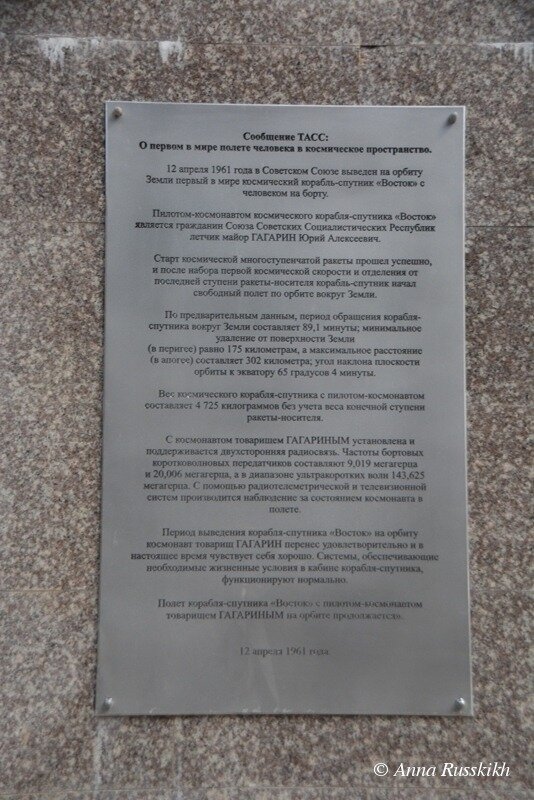 Сообщение ТАСС:
О первом в мире полете человека в космическое пространство.
12 апреля 1961 года в Советском Союзе выведен на орбиту
Земли первый в мире космический корабль-спутник «Восток» с
человеком на борту.
Пилотом-космонавтом космического корабля-спутника «Восток»
является гражданин Союза Советских Социалистических Республик
летчик майор ГАГАРИН Юрий Алексеевич.
Старт космической многоступенчатой ракеты прошел успешно,
и после набора первой космической скорости и отделения от
последней ступени ракеты-носителя корабль-спутник начал
свободный полет по орбите вокруг Земли.
По предварительным данным, период обращения корабля-
спутника вокруг Земли составляет 89,1 минуты; минимальное
удаление от поверхности Земли
(в перигее) равно 175 километрам, а максимальное расстояние
(в апогее) составляет 302 километра; угол наклона плоскости
орбиты к экватору 65 градусов 4 минуты.
Вес космического корабля-спутника с пилотом-космонавтом
составляет 4 725 килограммов без учета веса конечной ступени
ракеты-носителя.
С космонавтом товарищем ГАГАРИНЫМ установлена и
поддерживается двухсторонняя радиосвязь. Частоты бортовых
коротковолновых передатчиков составляют 9,019 мегагерца
и 20,006 мегагерца, а в диапазоне ультракоротких волн 143,625
мегагерца. С помощью радиотелеметрической и телевизионной
систем производится наблюдение за состоянием космонавта в
полете.
Период выведения корабля-спутника «Восток» на орбиту
космонавт товарищ ГАГАРИН перенес удовлетворительно и в
настоящее время чувствует себя хорошо. Системы, обеспечивающие
необходимые жизненные условия в кабине корабля-спутника,
функционируют нормально.
Полет корабля-спутника «Восток» с пилотом-космонавтом
товарищем ГАГАРИНЫМ на орбите продолжается».
12 апреля 1961 года.
© Anna Russkikh